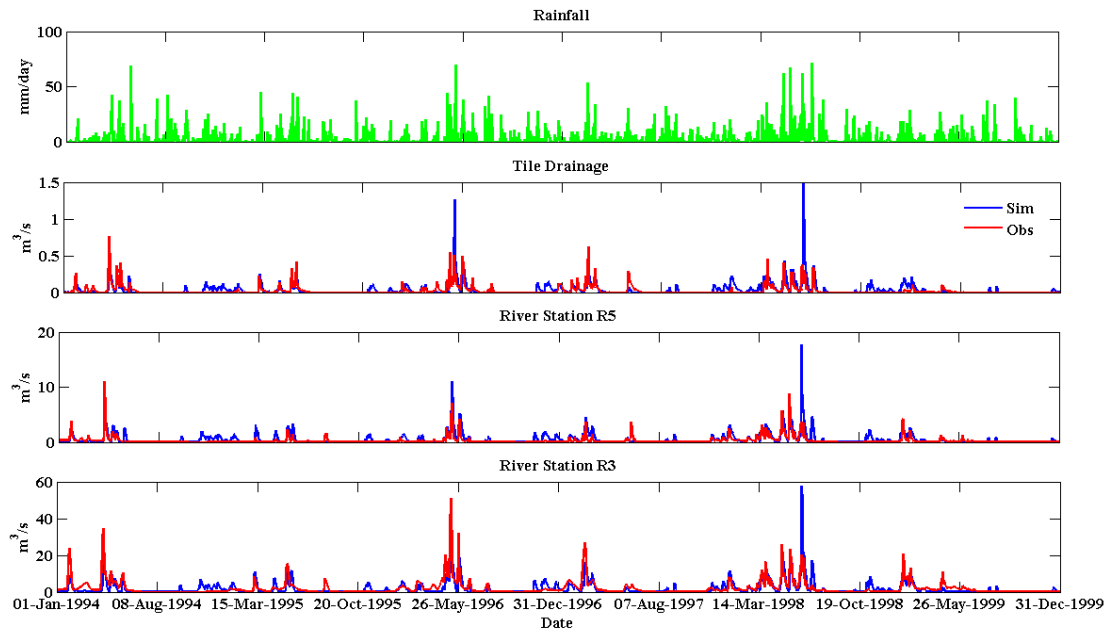 Rainfall
100
50
0
mm/day
Tile Drainage
1.5
1
0.5
0
m³/s
Sim
Obs
River Station R5
20
10
0
m³/s
River Station R3
60
40
20
0
m³/s
01-Jan-1994 08-Aug-1994 15-Mar-1995 20-Oct-1995 26-May-1996 31-Dec-1996 07-Aug-1997 14-Mar-1998 19-Oct-1998 26-May-1999 31-Dec-1999
Date